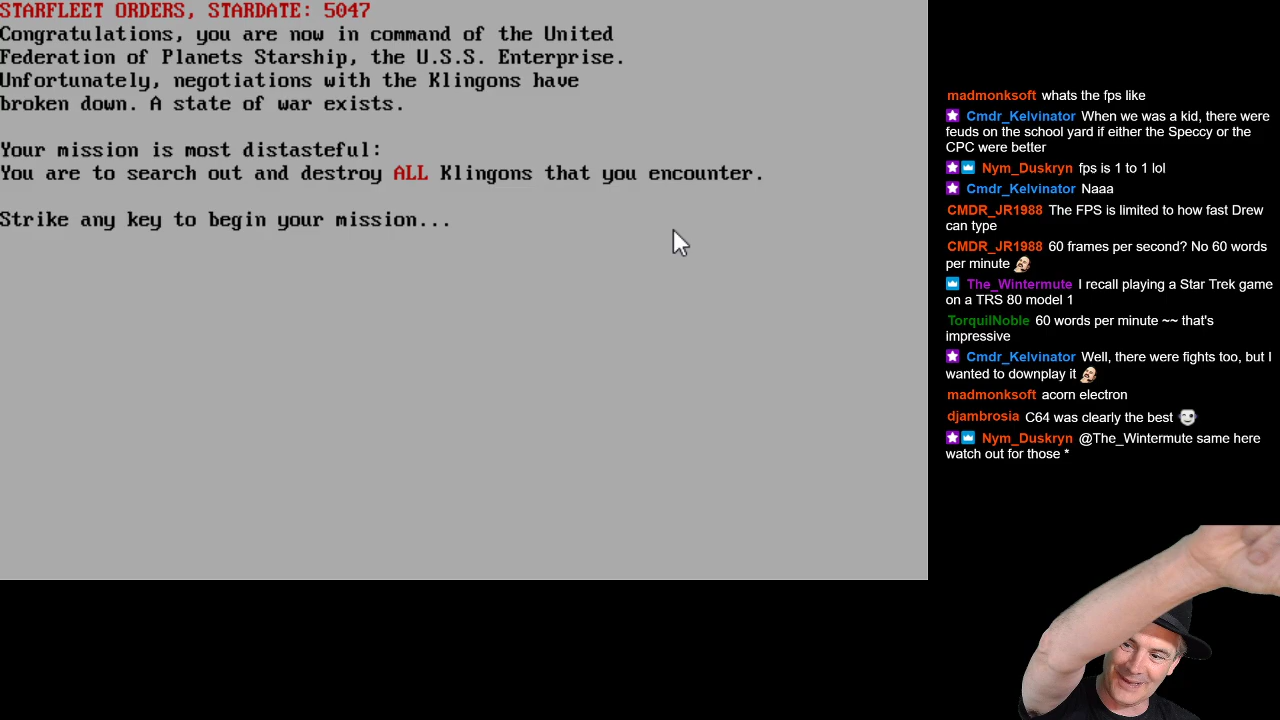 STARFLEET ORDERS, STARDATE: 5047
Congratulations, you are now in command of the United
Federation of Planets Starship, the U.S.S. Enterprise.
Unfortunately, negotiations with the Klingons have
broken down. A state of war exists.
Your mission is most distasteful:
You are to search out and destroy ALL Klingons that you encounter.
Strike any key to begin your mission...
madmonksoft whats the fps like
Cmdr_Kelvinator When we was a kid, there were
feuds on the school yard if either the Speccy or the
CPC were better
Nym_Duskryn fps is 1 to 1 lol
Cmdr_Kelvinator Naaa
CMDR_JR1988 The FPS is limited to how fast Drew
can type
CMDR_JR1988 60 frames per second? No 60 words
per minute
The_Wintermute I recall playing a Star Trek game
on a TRS 80 model 1
TorquilNoble 60 words per minute ~~ that's
impressive
Cmdr_Kelvinator Well, there were fights too, but I
wanted to downplay it
madmonksoft acorn electron
djambrosia C64 was clearly the best
Nym_Duskryn @The_Wintermute same here
watch out for those *